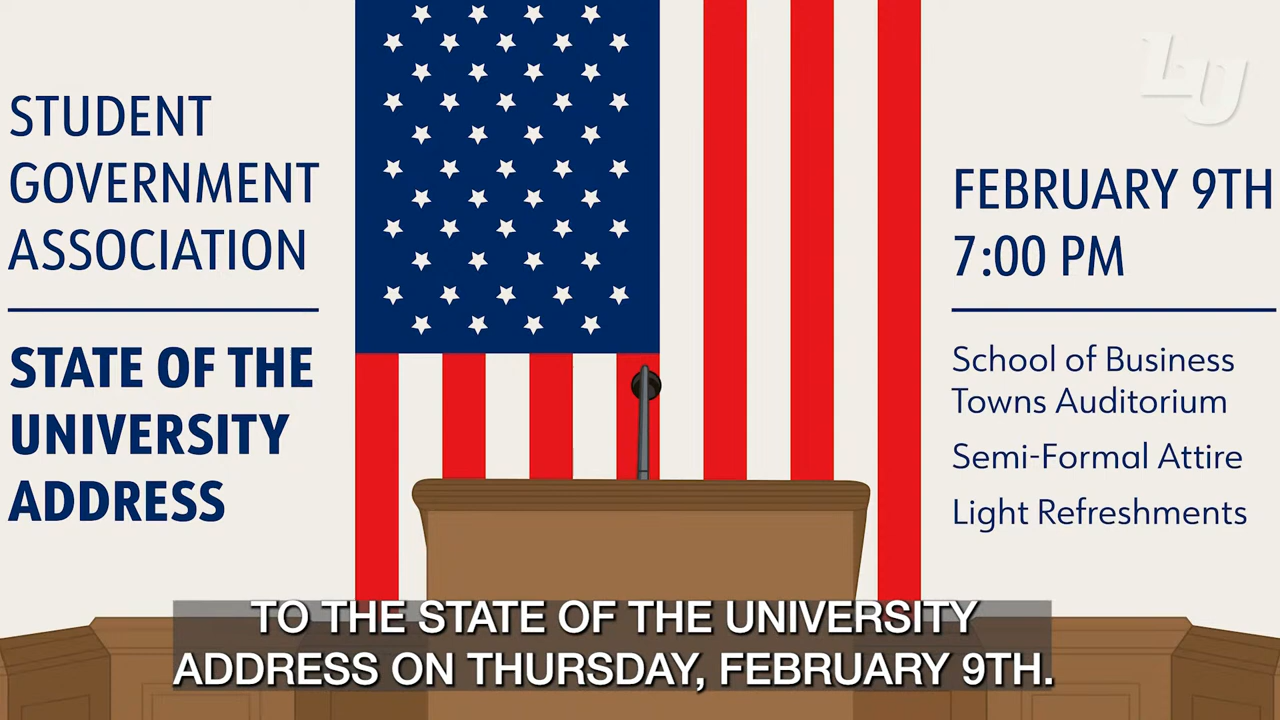 LU
STUDENT
GOVERNMENT
ASSOCIATION
STATE OF THE
UNIVERSITY
ADDRESS
FEBRUARY 9TH
7:00 PM
School of Business
Towns Auditorium
Semi-Formal Attire
Light Refreshments
TO THE STATE OF THE UNIVERSITY
ADDRESS ON THURSDAY, FEBRUARY 9TH.